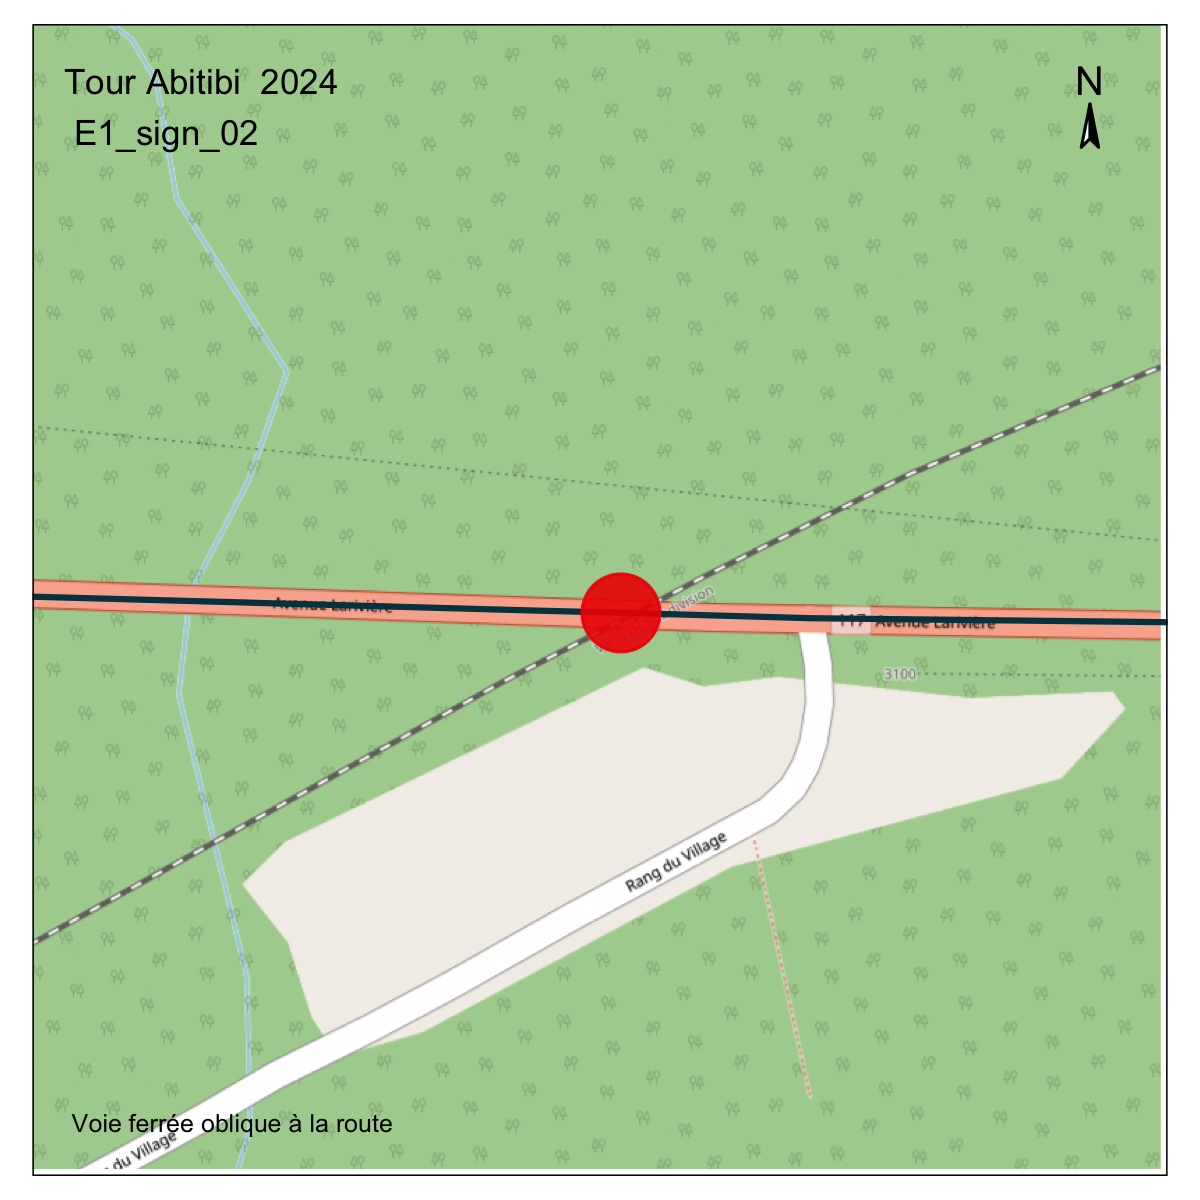 Tour Abitibi 2024
N
E1_sign_02
division
Avenue Larivière
117 Avenue Larivière
3100
Rang du Village
Voie ferrée oblique à la route
du Village